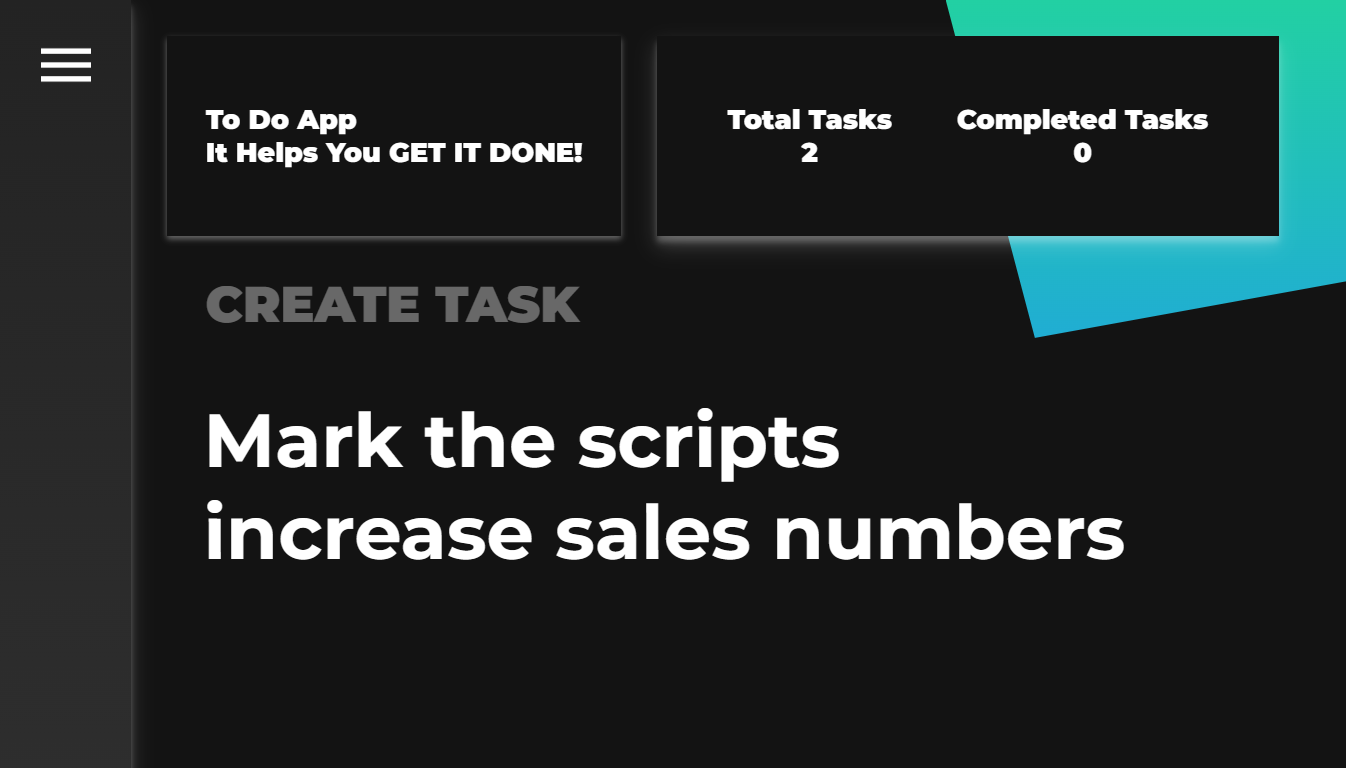 To Do App
It Helps You GET IT DONE!
Total Tasks
2
Completed Tasks
0
CREATE TASK
Mark the scripts
increase sales numbers